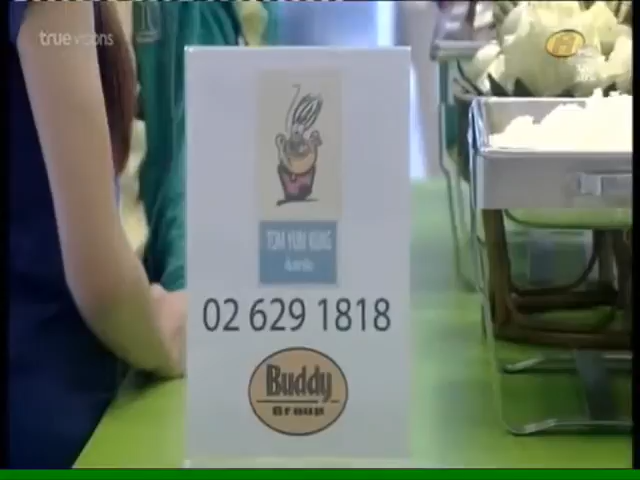 truevisions
H
TOM YUM KUNG
02 629 1818
Buddy
Group